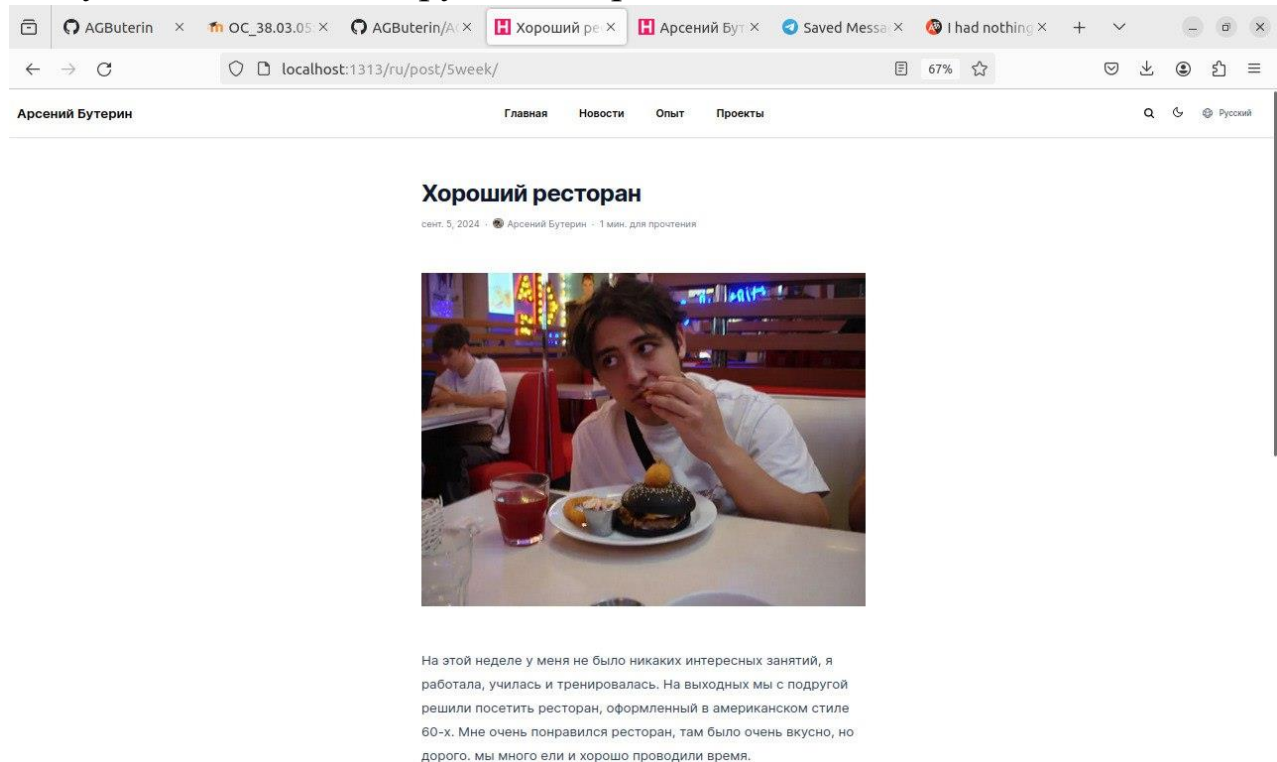 AGButerin
OC_38.03.05
AGButerin/A
Хороший ре
Арсений Бут
Saved Messa
I had nothing
localhost:1313/ru/post/5week/
67%
Арсений Бутерин
Главная Новости Опыт Проекты
Русский
Хороший ресторан
сент. 5, 2024 · Арсений Бутерин · 1 мин. для прочтения
На этой неделе у меня не было никаких интересных занятий, я
работала, училась и тренировалась. На выходных мы с подругой
решили посетить ресторан, оформленный в американском стиле
60-х. Мне очень понравился ресторан, там было очень вкусно, но
дорого. мы много ели и хорошо проводили время.